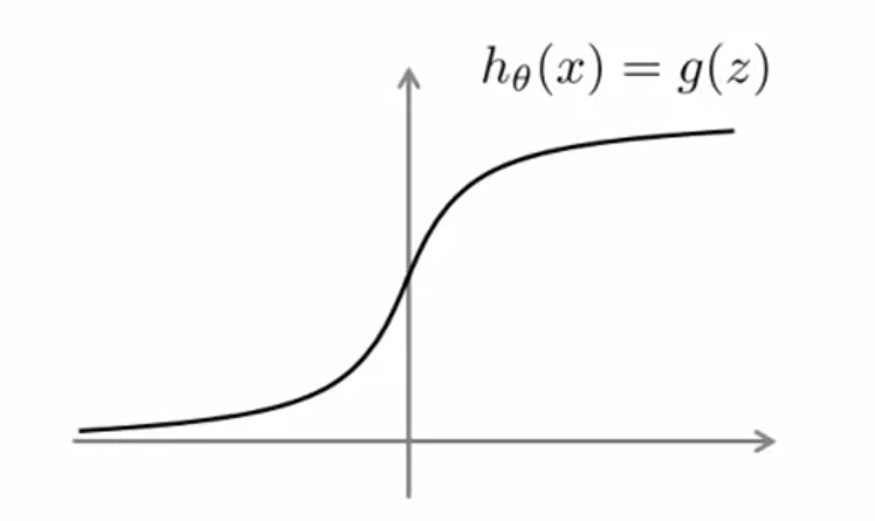 h_θ(x) = g(z)